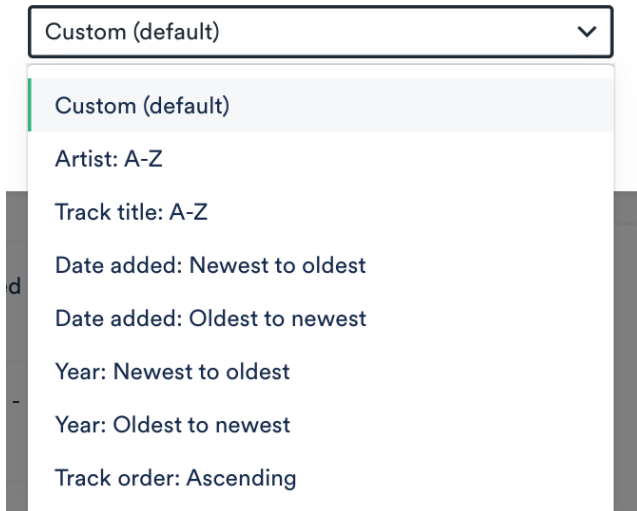 Custom (default)
Custom (default)
Artist: A-Z
Track title: A-Z
Date added: Newest to oldest
ed
Date added: Oldest to newest
Year: Newest to oldest
-
Year: Oldest to newest
Track order: Ascending